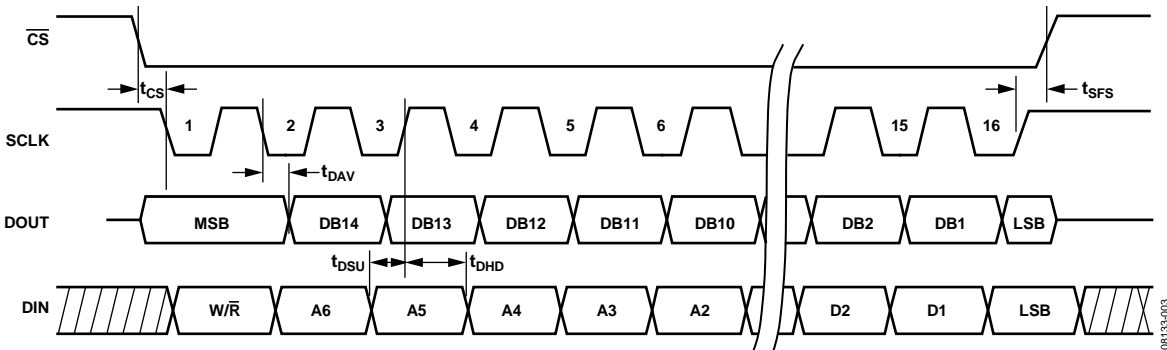 CS
tCS
tSFS
SCLK
1 2 3 4 5 6 15 16
tDAV
DOUT
MSB DB14 DB13 DB12 DB11 DB10 DB2 DB1 LSB
tDSU tDHD
DIN
W/R A6 A5 A4 A3 A2 D2 D1 LSB
08133-003